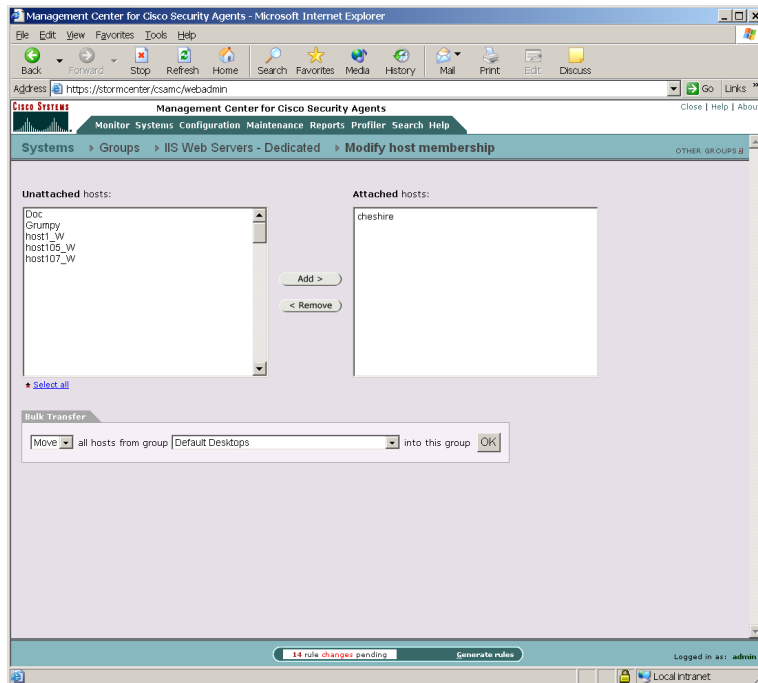 Management Center for Cisco Security Agents - Microsoft Internet Explorer
File Edit View Favorites Tools Help
Back Forward Stop Refresh Home Search Favorites Media History Mail Print Edit Discuss
Address https://stormcenter/csamc/webadmin Go Links »
CISCO SYSTEMS Management Center for Cisco Security Agents Close | Help | Abou
Monitor Systems Configuration Maintenance Reports Profiler Search Help
Systems Groups IIS Web Servers - Dedicated Modify host membership OTHER GROUPS
Unattached hosts: Attached hosts:
Doc cheshire
Grumpy
host1_W
host105_W
host107_W
Add >
< Remove
Select all
Bulk Transfer
Move all hosts from group Default Desktops into this group OK
14 rule changes pending Generate rules Logged in as: admin
Local intranet